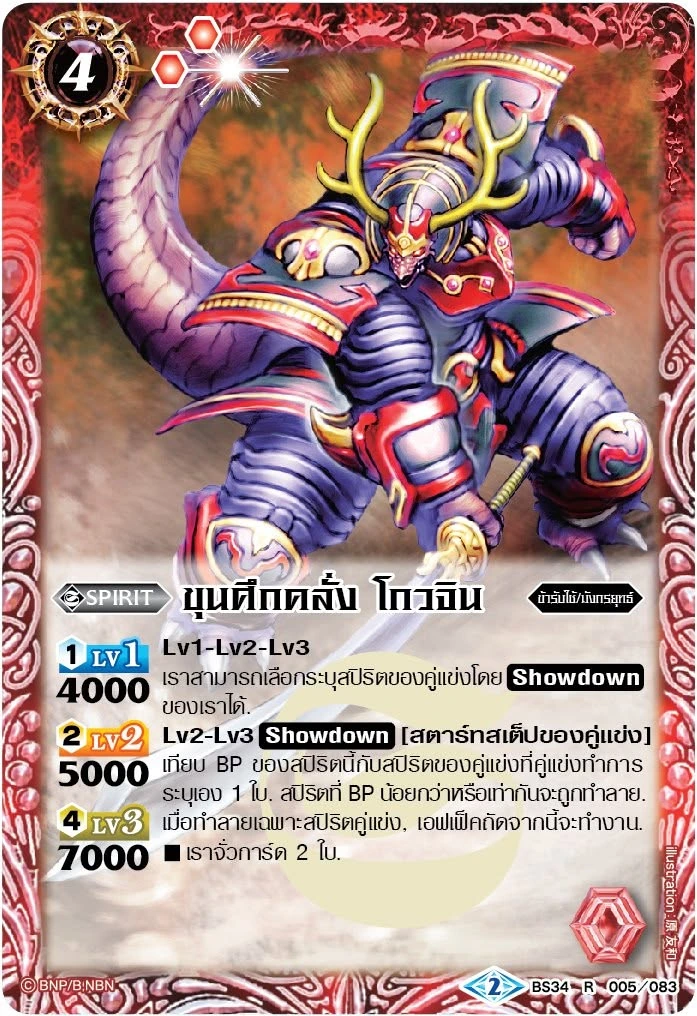 4
SPIRIT ขุนศึกคลั่ง โกวจิน ข้ารับใช้/มังกรยุทธ์
1 LV1
4000
Lv1-Lv2-Lv3
เราสามารถเลือกระบุสปิริตของคู่แข่งโดย Showdown
ของเราได้.
2 LV2
5000
Lv2-Lv3 Showdown [สตาร์ทสเต็ปของคู่แข่ง]
เทียบ BP ของสปิริตนี้กับสปิริตของคู่แข่งที่คู่แข่งทำการ
ระบุเอง 1 ใบ. สปิริตที่ BP น้อยกว่าหรือเท่ากันจะถูกทำลาย.
4 LV3
7000
เมื่อทำลายเฉพาะสปิริตคู่แข่ง, เอฟเฟ็คถัดจากนี้จะทำงาน.
■ เราจั่วการ์ด 2 ใบ.
illustration : 原 友和
©BNP/B,NBN
2 BS34 R 005/083